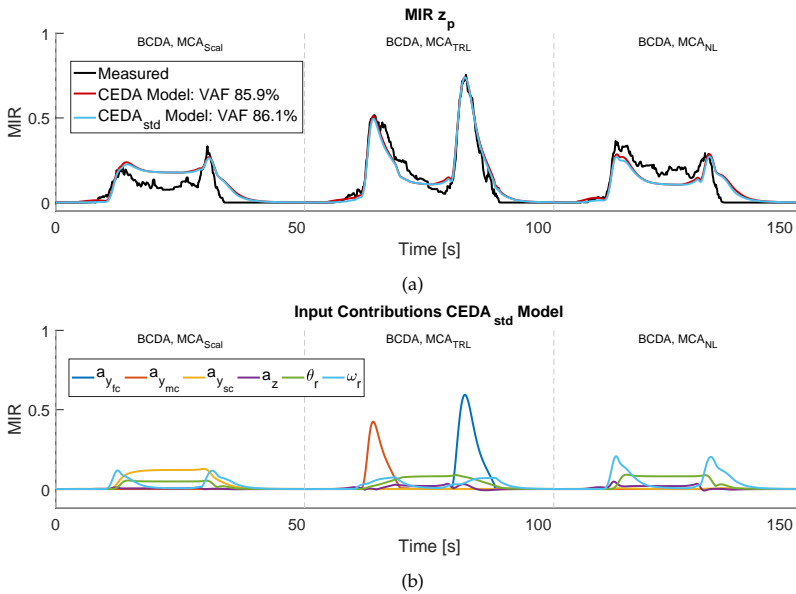 MIR z_p
BCDA, MCA_Scal BCDA, MCA_TRL BCDA, MCA_NL
Measured
CEDA Model: VAF 85.9%
CEDA_std Model: VAF 86.1%
MIR
1
0.5
0
0 50 100 150
Time [s]
(a)
Input Contributions CEDA_std Model
BCDA, MCA_Scal BCDA, MCA_TRL BCDA, MCA_NL
a_y_fc a_y_mc a_y_sc a_z θ_r ω_r
MIR
1
0.5
0
0 50 100 150
Time [s]
(b)